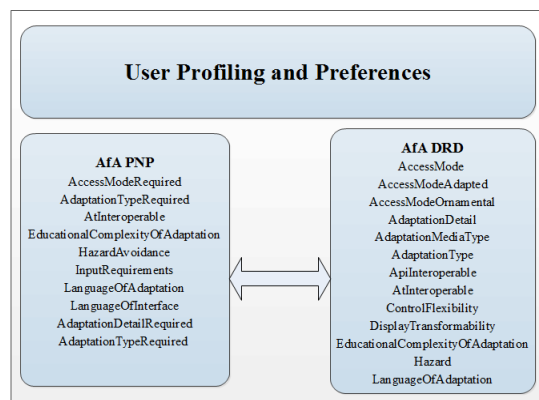 User Profiling and Preferences
AfA PNP
AccessModeRequired
AdaptationTypeRequired
AtInteroperable
EducationalComplexityOfAdaptation
HazardAvoidance
InputRequirements
LanguageOfAdaptation
LanguageOfInterface
AdaptationDetailRequired
AdaptationTypeRequired
AfA DRD
AccessMode
AccessModeAdapted
AccessModeOrnamental
AdaptationDetail
AdaptationMediaType
AdaptationType
ApiInteroperable
AtInteroperable
ControlFlexibility
DisplayTransformability
EducationalComplexityOfAdaptation
Hazard
LanguageOfAdaptation